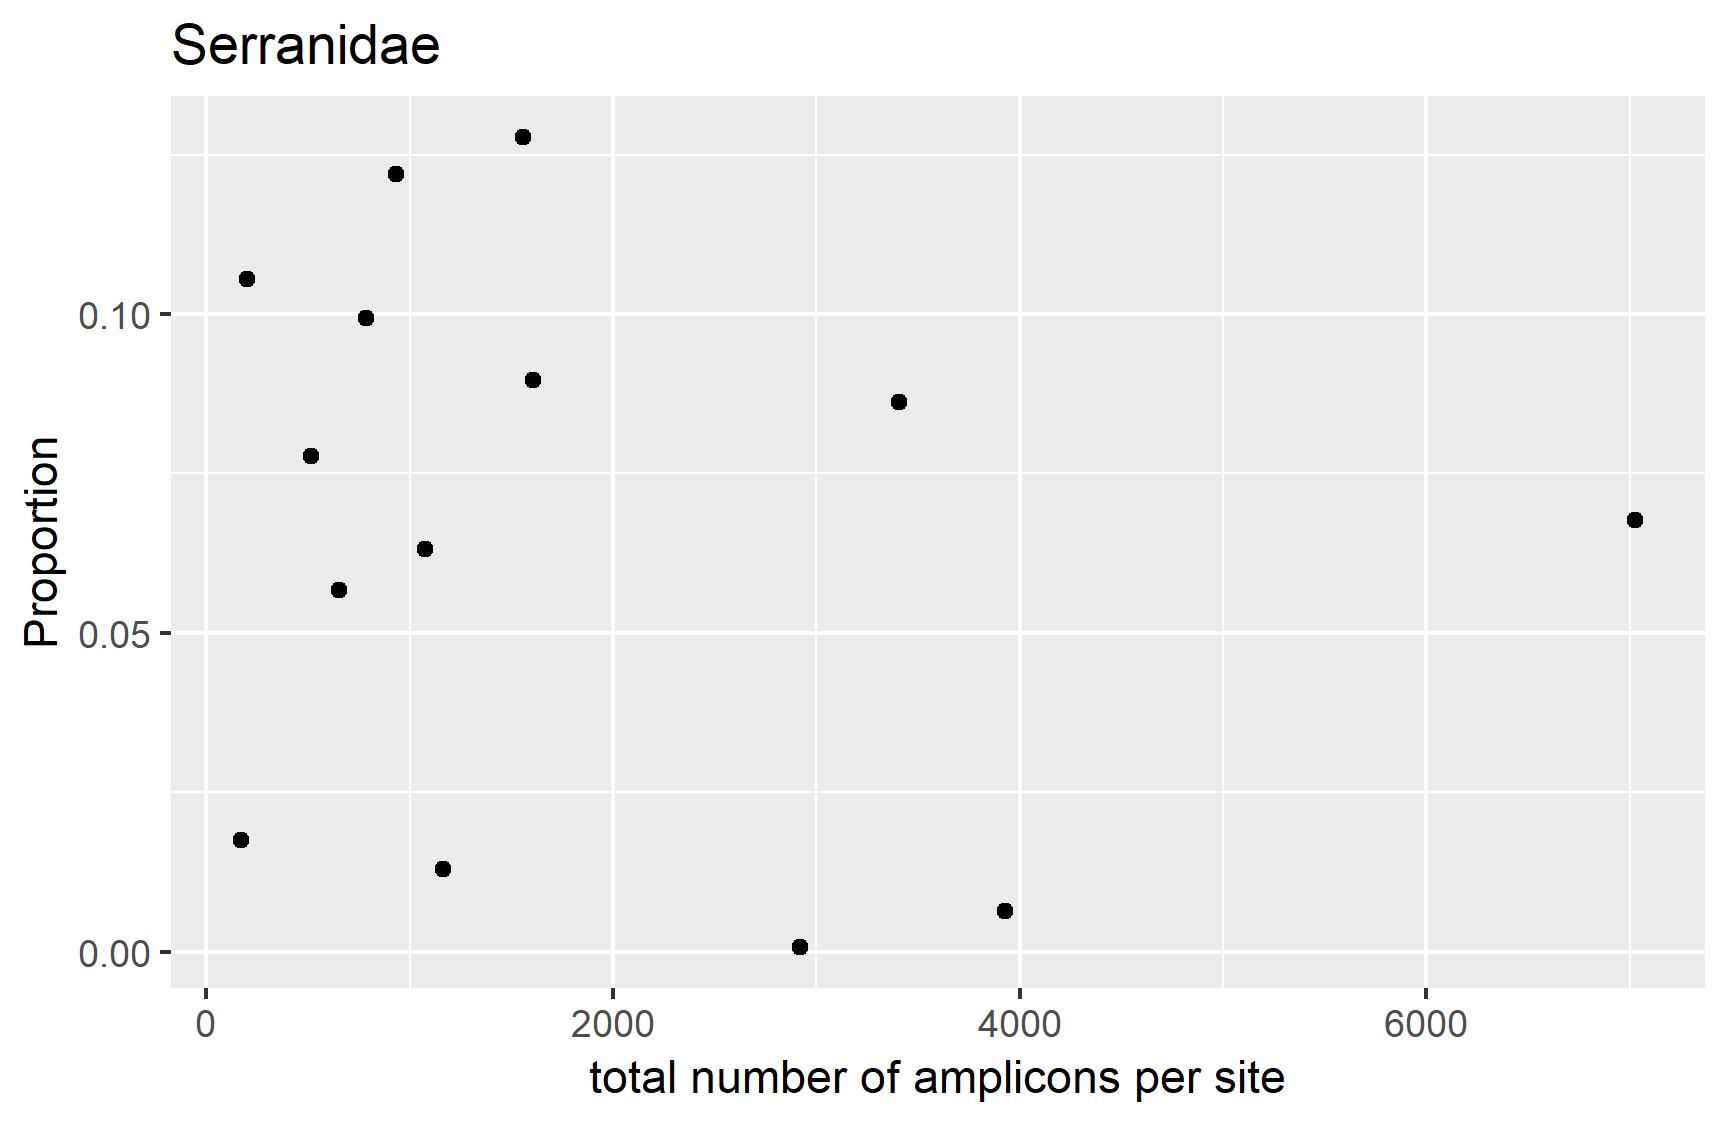 Serranidae
Proportion
0.10
0.05
0.00
0 2000 4000 6000
total number of amplicons per site